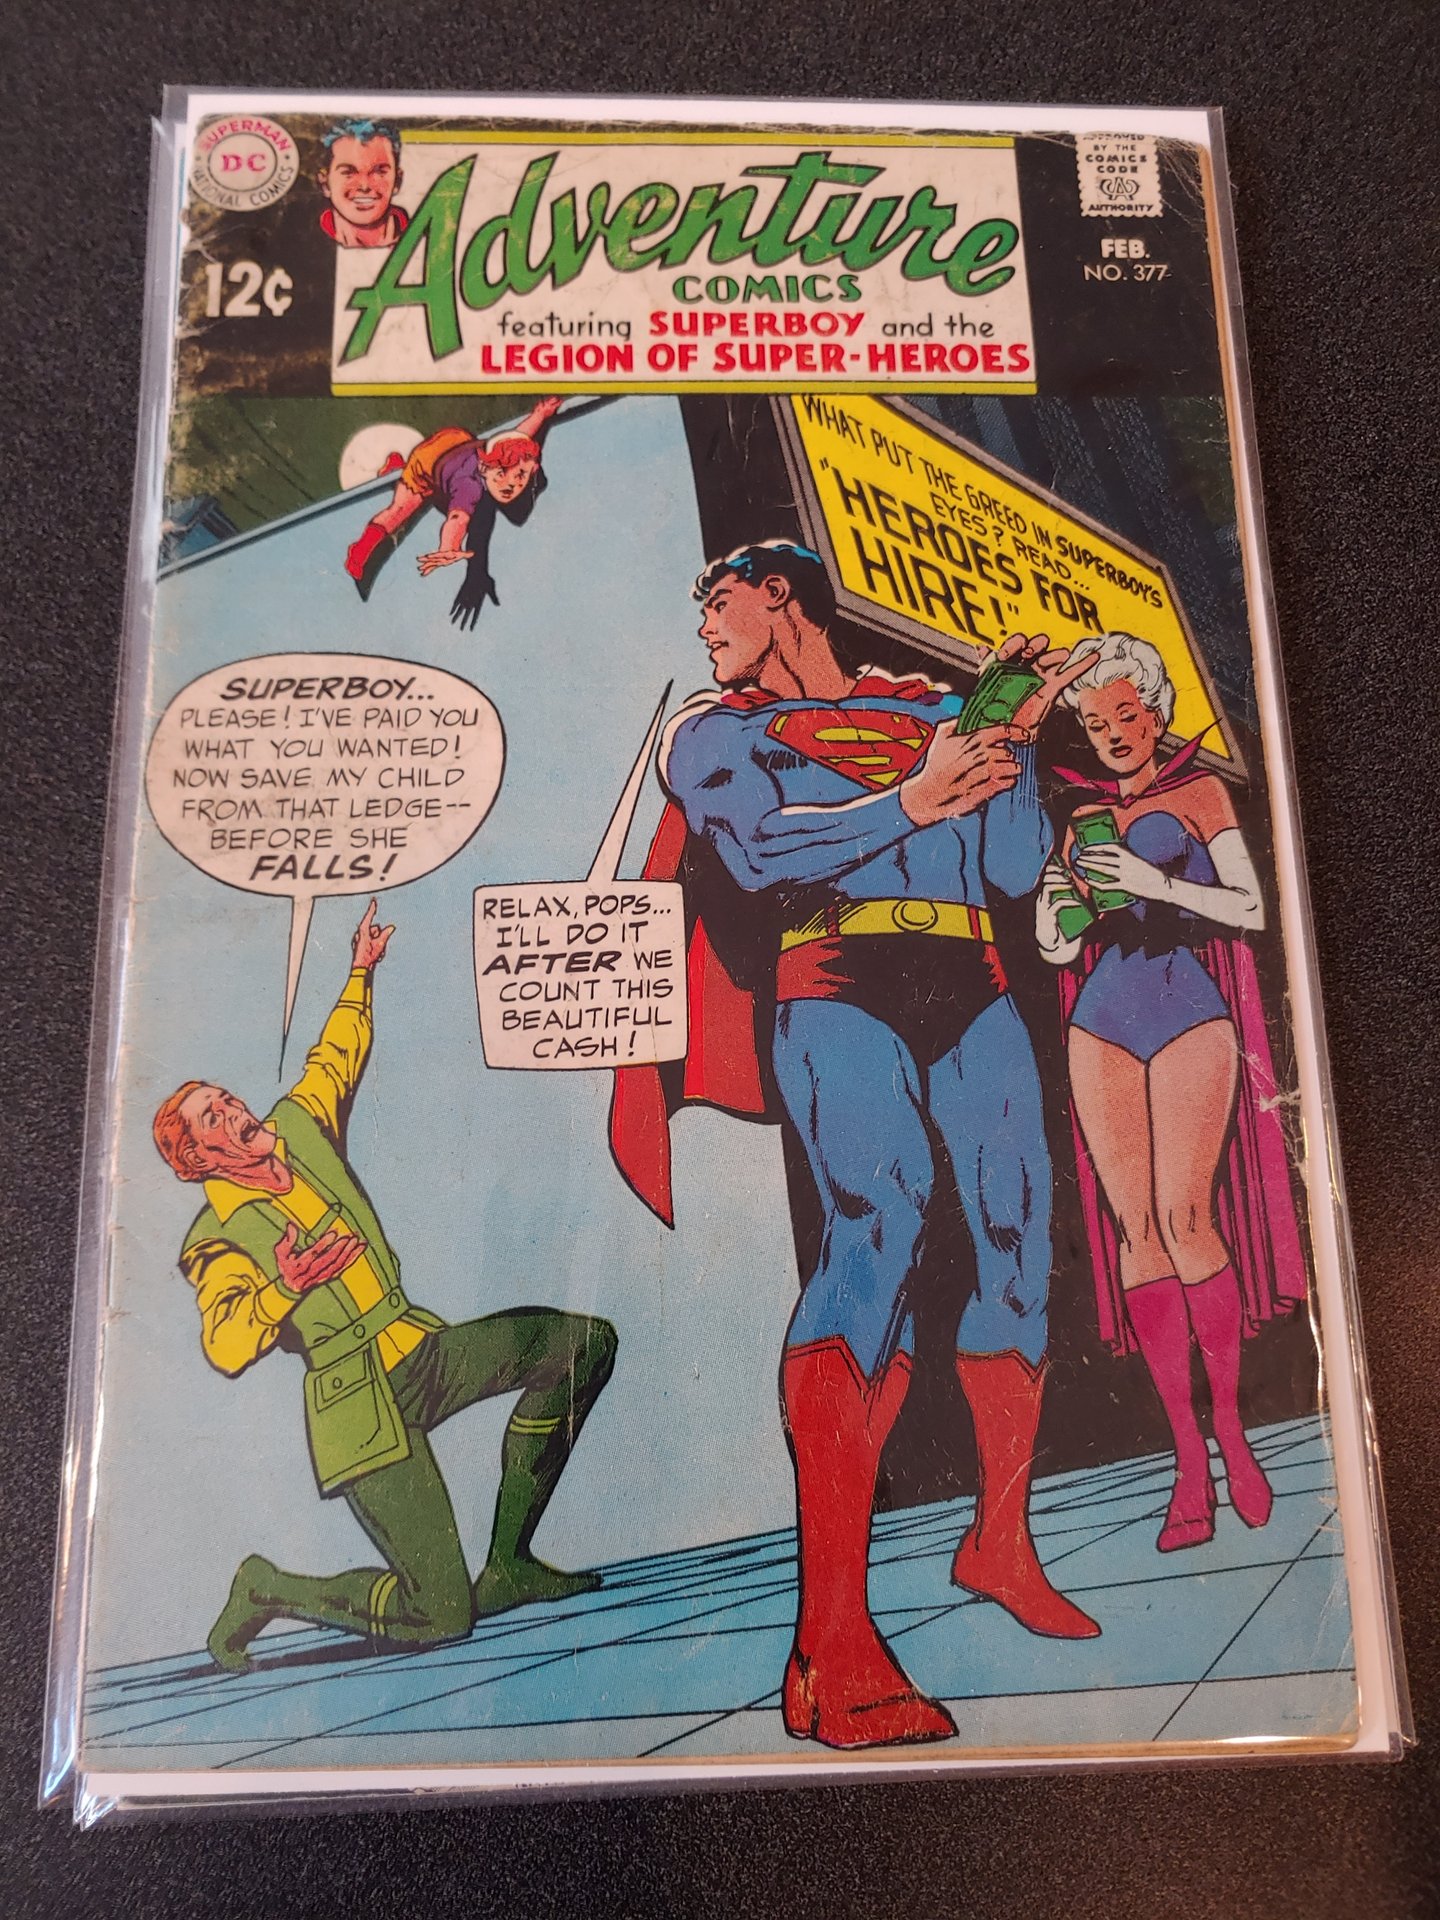 SUPERMAN
DC
NATIONAL COMICS
12¢
Adventure
COMICS
featuring SUPERBOY and the
LEGION OF SUPER-HEROES
APPROVED
BY THE
COMICS
CODE
CA
AUTHORITY
FEB.
NO. 377
WHAT PUT THE GREED IN SUPERBOY'S
EYES? READ...
"HEROES FOR
HIRE!"
SUPERBOY...
PLEASE! I'VE PAID YOU
WHAT YOU WANTED!
NOW SAVE MY CHILD
FROM THAT LEDGE--
BEFORE SHE
FALLS!
RELAX, POPS...
I'LL DO IT
AFTER WE
COUNT THIS
BEAUTIFUL
CASH!
S